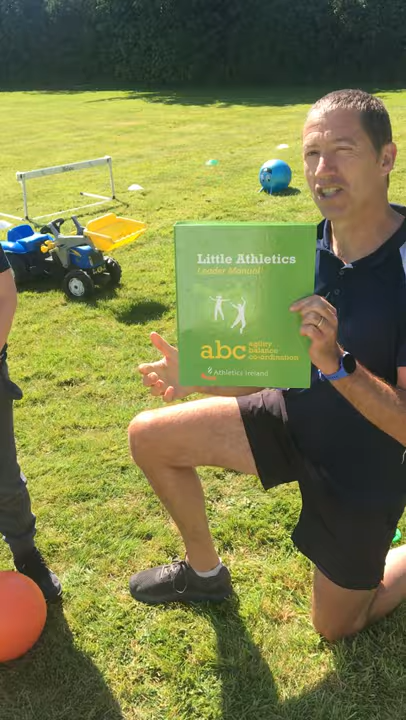 Little Athletics
Leader Manual
abc
agility
balance
co-ordination
Athletics Ireland